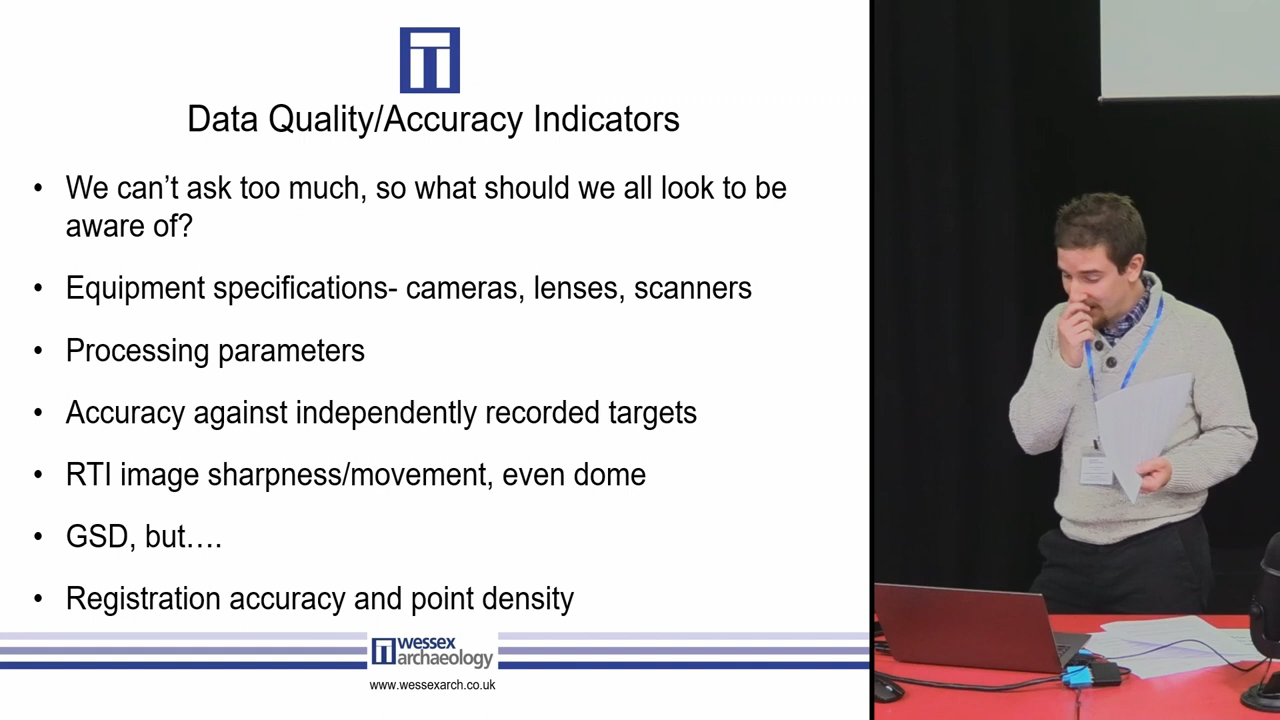 Data Quality/Accuracy Indicators
• We can’t ask too much, so what should we all look to be
aware of?
• Equipment specifications- cameras, lenses, scanners
• Processing parameters
• Accuracy against independently recorded targets
• RTI image sharpness/movement, even dome
• GSD, but….
• Registration accuracy and point density
wessex
archaeology
www.wessexarch.co.uk